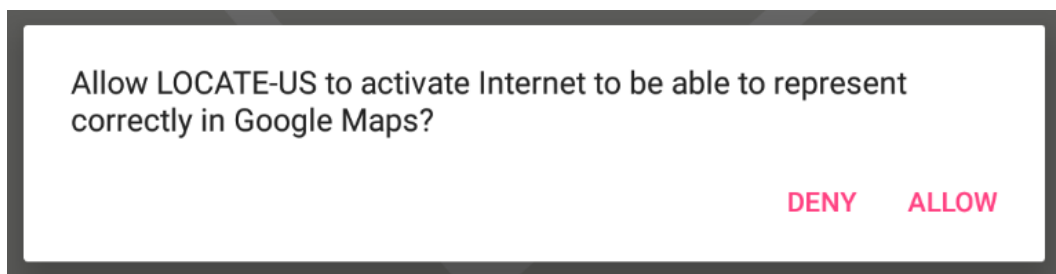 Allow LOCATE-US to activate Internet to be able to represent
correctly in Google Maps?
DENY ALLOW